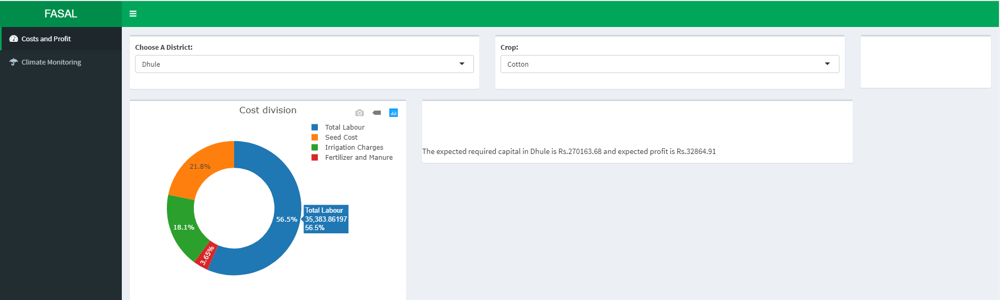 FASAL
Costs and Profit
Climate Monitoring
Choose A District:
Dhule
Crop:
Cotton
Cost division
Total Labour
Seed Cost
Irrigation Charges
Fertilizer and Manure
21.8%
18.1%
3.65%
56.5%
Total Labour
35,383.86197
56.5%
The expected required capital in Dhule is Rs.270163.68 and expected profit is Rs.32864.91